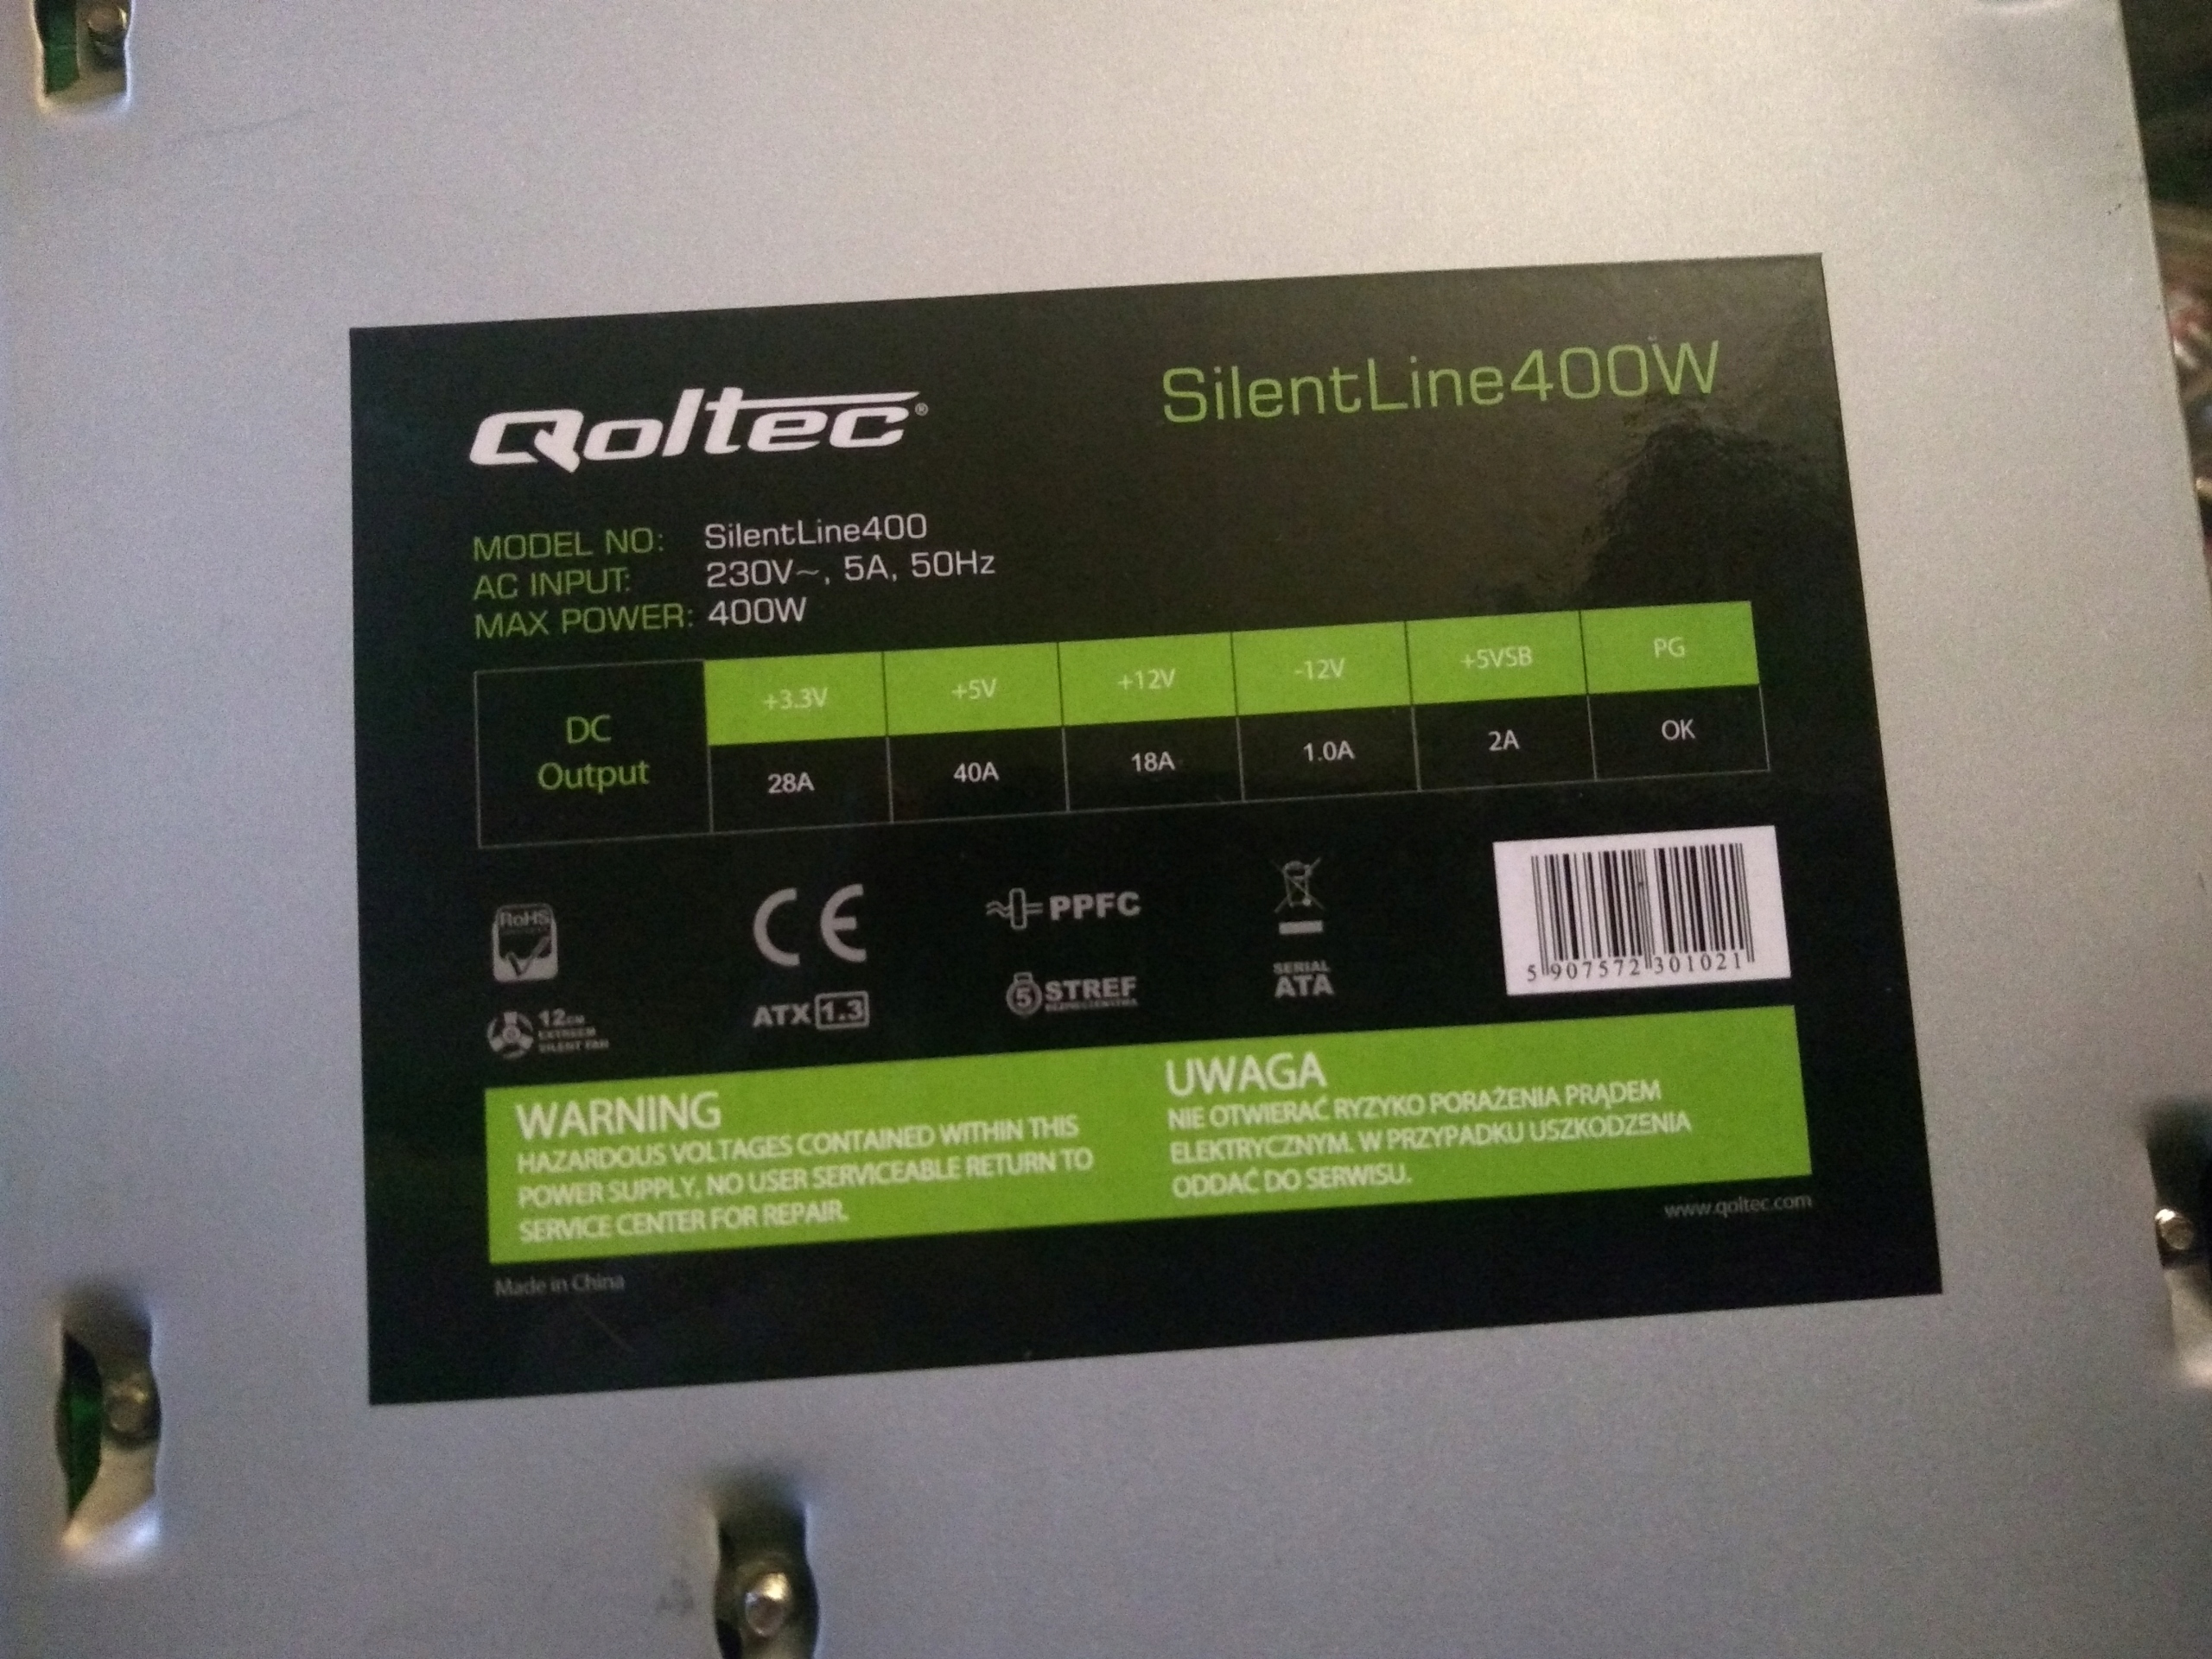 Qoltec®
SilentLine400W
MODEL NO: SilentLine400
AC INPUT: 230V~, 5A, 50Hz
MAX POWER: 400W
DC Output
+3.3V +5V +12V -12V +5VSB PG
28A 40A 18A 1.0A 2A OK
RoHS
CE
PPFC
12CM
EXTREEM
SILENT FAN
ATX 1.3
5 STREF
BEZPIECZEŃSTWA
SERIAL
ATA
5 907572 301021
WARNING
HAZARDOUS VOLTAGES CONTAINED WITHIN THIS
POWER SUPPLY, NO USER SERVICEABLE RETURN TO
SERVICE CENTER FOR REPAIR.
UWAGA
NIE OTWIERAĆ RYZYKO PORAŻENIA PRĄDEM
ELEKTRYCZNYM. W PRZYPADKU USZKODZENIA
ODDAĆ DO SERWISU.
www.qoltec.com
Made in China